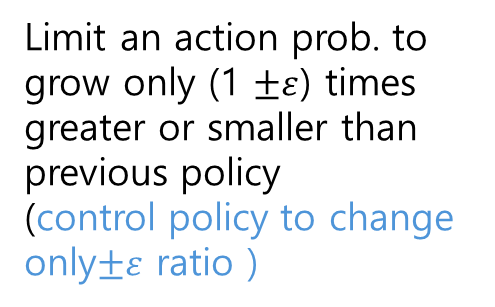 Limit an action prob. to
grow only (1 ±ε) times
greater or smaller than
previous policy
(control policy to change
only±ε ratio )